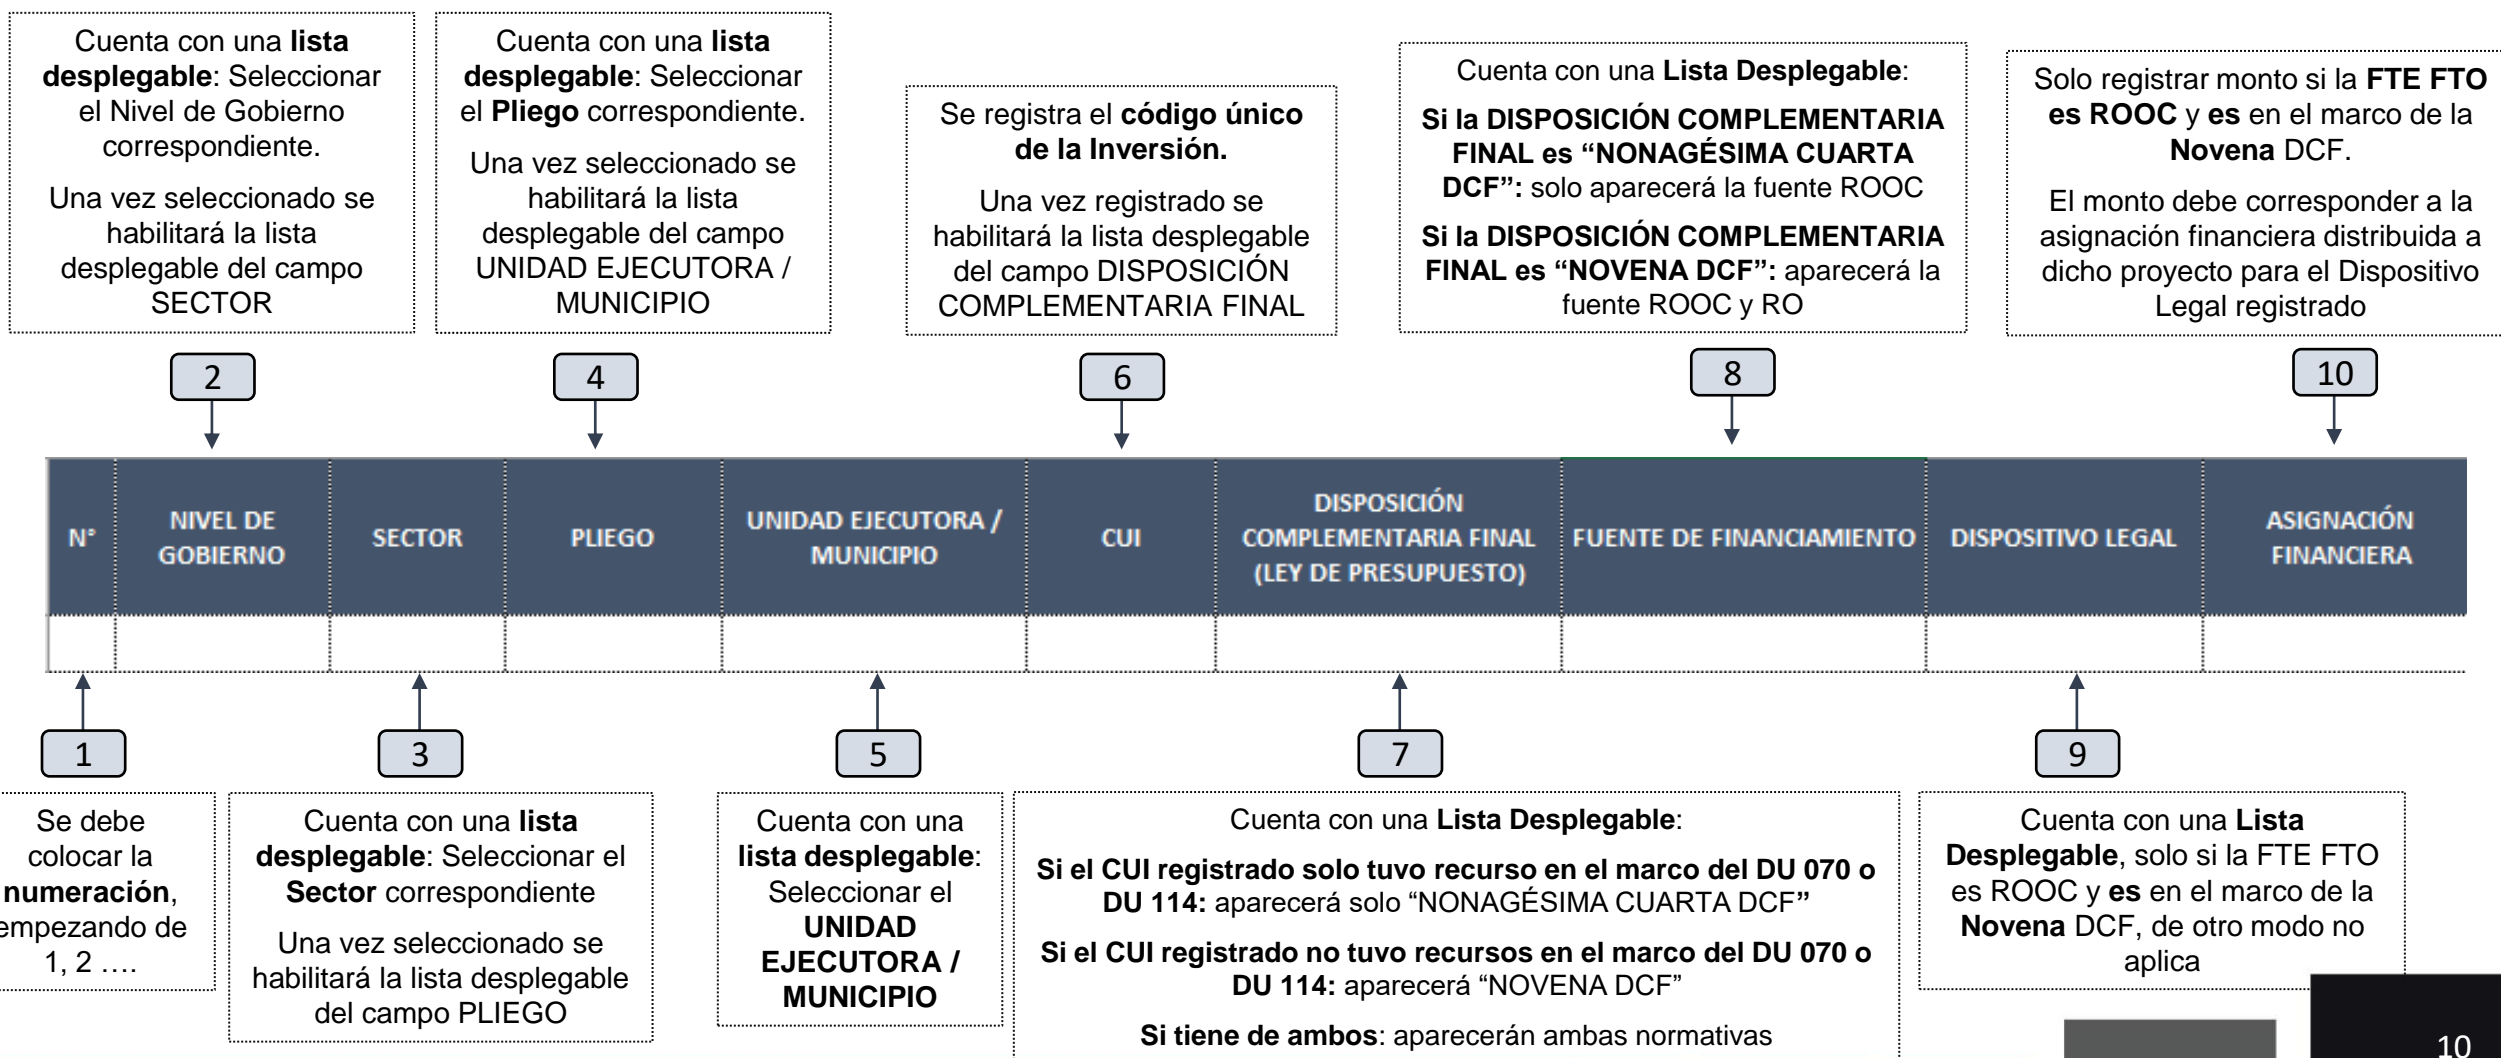 Cuenta con una lista
desplegable: Seleccionar
el Nivel de Gobierno
correspondiente.
Una vez seleccionado se
habilitará la lista
desplegable del campo
SECTOR
Cuenta con una lista
desplegable: Seleccionar
el Pliego correspondiente.
Una vez seleccionado se
habilitará la lista
desplegable del campo
UNIDAD EJECUTORA /
MUNICIPIO
Se registra el código único
de la Inversión.
Una vez registrado se
habilitará la lista desplegable
del campo DISPOSICIÓN
COMPLEMENTARIA FINAL
Cuenta con una Lista Desplegable:
Si la DISPOSICIÓN COMPLEMENTARIA
FINAL es “NONAGÉSIMA CUARTA
DCF”: solo aparecerá la fuente ROOC
Si la DISPOSICIÓN COMPLEMENTARIA
FINAL es “NOVENA DCF”: aparecerá la
fuente ROOC y RO
Solo registrar monto si la FTE FTO
es ROOC y es en el marco de la
Novena DCF.
El monto debe corresponder a la
asignación financiera distribuida a
dicho proyecto para el Dispositivo
Legal registrado
2
4
6
8
10
N°
NIVEL DE
GOBIERNO
SECTOR
PLIEGO
UNIDAD EJECUTORA /
MUNICIPIO
CUI
DISPOSICIÓN
COMPLEMENTARIA FINAL
(LEY DE PRESUPUESTO)
FUENTE DE FINANCIAMIENTO
DISPOSITIVO LEGAL
ASIGNACIÓN
FINANCIERA
1
3
5
7
9
Se debe
colocar la
numeración,
empezando de
1, 2 ….
Cuenta con una lista
desplegable: Seleccionar el
Sector correspondiente
Una vez seleccionado se
habilitará la lista desplegable
del campo PLIEGO
Cuenta con una
lista desplegable:
Seleccionar el
UNIDAD
EJECUTORA /
MUNICIPIO
Cuenta con una Lista Desplegable:
Si el CUI registrado solo tuvo recurso en el marco del DU 070 o
DU 114: aparecerá solo “NONAGÉSIMA CUARTA DCF”
Si el CUI registrado no tuvo recursos en el marco del DU 070 o
DU 114: aparecerá “NOVENA DCF”
Si tiene de ambos: aparecerán ambas normativas
Cuenta con una Lista
Desplegable, solo si la FTE FTO
es ROOC y es en el marco de la
Novena DCF, de otro modo no
aplica
10